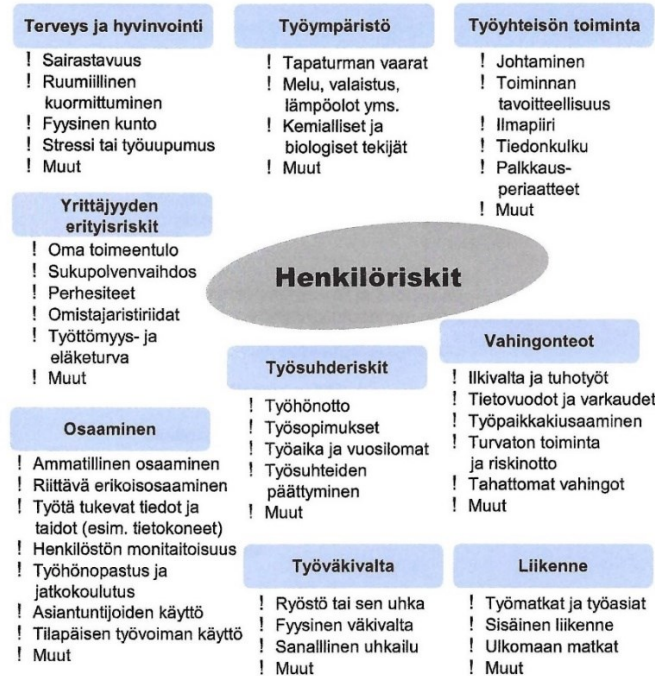 Terveys ja hyvinvointi
! Sairastavuus
! Ruumiillinen
kuormittuminen
! Fyysinen kunto
! Stressi tai työuupumus
! Muut
Työympäristö
! Tapaturman vaarat
! Melu, valaistus,
lämpöolot yms.
! Kemialliset ja
biologiset tekijät
! Muut
Työyhteisön toiminta
! Johtaminen
! Toiminnan
tavoitteellisuus
! Ilmapiiri
! Tiedonkulku
! Palkkaus-
periaatteet
! Muut
Yrittäjyyden
erityisriskit
! Oma toimeentulo
! Sukupolvenvaihdos
! Perhesiteet
! Omistajaristiriidat
! Työttömyys- ja
eläketurva
! Muut
Henkilöriskit
Työsuhderiskit
! Työhönotto
! Työsopimukset
! Työaika ja vuosilomat
! Työsuhteiden
päättyminen
! Muut
Vahingonteot
! Ilkivalta ja tuhotyöt
! Tietovuodot ja varkaudet
! Työpaikkakiusaaminen
! Turvaton toiminta
ja riskinotto
! Tahattomat vahingot
! Muut
Osaaminen
! Ammatillinen osaaminen
! Riittävä erikoisosaaminen
! Työtä tukevat tiedot ja
taidot (esim. tietokoneet)
! Henkilöstön monitaitoisuus
! Työhönopastus ja
jatkokoulutus
! Asiantuntijoiden käyttö
! Tilapäisen työvoiman käyttö
! Muut
Työväkivalta
! Ryöstö tai sen uhka
! Fyysinen väkivalta
! Sanalllinen uhkailu
! Muut
Liikenne
! Työmatkat ja työasiat
! Sisäinen liikenne
! Ulkomaan matkat
! Muut